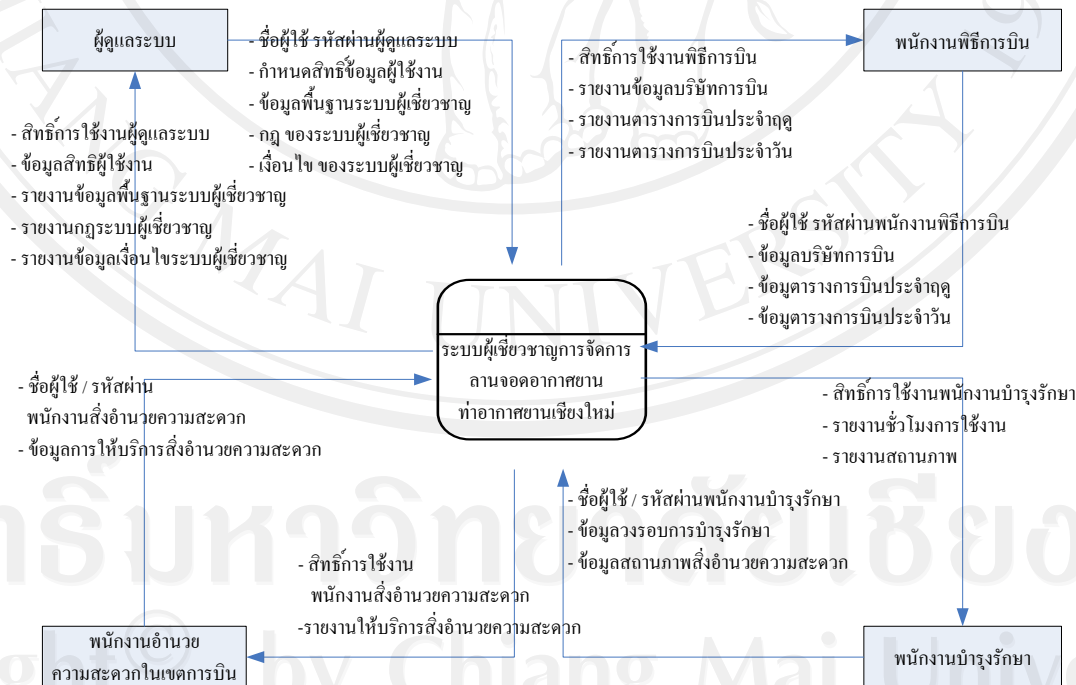 ผู้ดูแลระบบ
- ชื่อผู้ใช้ รหัสผ่านผู้ดูแลระบบ
- กำหนดสิทธิ์ข้อมูลผู้ใช้งาน
- ข้อมูลพื้นฐานระบบผู้เชี่ยวชาญ
- กฎ ของระบบผู้เชี่ยวชาญ
- เงื่อนไข ของระบบผู้เชี่ยวชาญ
- สิทธิ์การใช้งานพิธีการบิน
- รายงานข้อมูลบริษัทการบิน
- รายงานตารางการบินประจำฤดู
- รายงานตารางการบินประจำวัน
พนักงานพิธีการบิน
- สิทธิ์การใช้งานผู้ดูแลระบบ
- ข้อมูลสิทธิผู้ใช้งาน
- รายงานข้อมูลพื้นฐานระบบผู้เชี่ยวชาญ
- รายงานกฎระบบผู้เชี่ยวชาญ
- รายงานข้อมูลเงื่อนไขระบบผู้เชี่ยวชาญ
- ชื่อผู้ใช้ รหัสผ่านพนักงานพิธีการบิน
- ข้อมูลบริษัทการบิน
- ข้อมูตารางการบินประจำฤดู
- ข้อมูตารางการบินประจำวัน
ระบบผู้เชี่ยวชาญการจัดการ
ลานจอดอากาศยาน
ท่าอากาศยานเชียงใหม่
- ชื่อผู้ใช้ / รหัสผ่าน
พนักงานสิ่งอำนวยความสะดวก
- ข้อมูลการให้บริการสิ่งอำนวยความสะดวก
- สิทธิ์การใช้งานพนักงานบำรุงรักษา
- รายงานชั่วโมงการใช้งาน
- รายงานสถานภาพ
- ชื่อผู้ใช้ / รหัสผ่านพนักงานบำรุงรักษา
- ข้อมูลวงรอบการบำรุงรักษา
- ข้อมูลสถานภาพสิ่งอำนวยความสะดวก
- สิทธิ์การใช้งาน
พนักงานสิ่งอำนวยความสะดวก
-รายงานให้บริการสิ่งอำนวยความสะดวก
พนักงานอำนวย
ความสะดวกในเขตการบิน
พนักงานบำรุงรักษา
ANG MAI UNIVERSITY 19
ธิ์มหาวิทยาลัยเชียง
ght © by Chiang Mai Unive